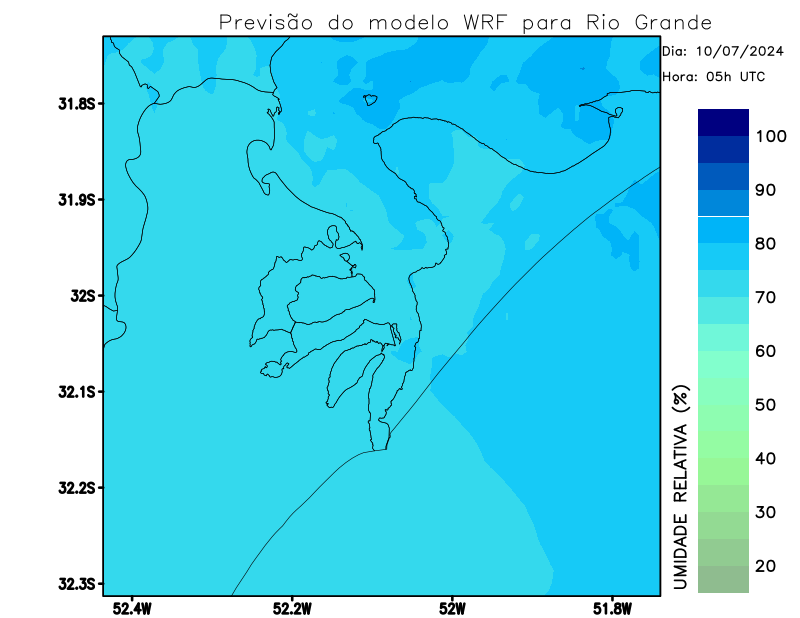 Previsão do modelo WRF para Rio Grande
Dia: 10/07/2024
Hora: 05h UTC
31.8S
31.9S
32S
32.1S
32.2S
32.3S
52.4W
52.2W
52W
51.8W
100
90
80
70
60
50
40
30
20
UMIDADE RELATIVA (%)